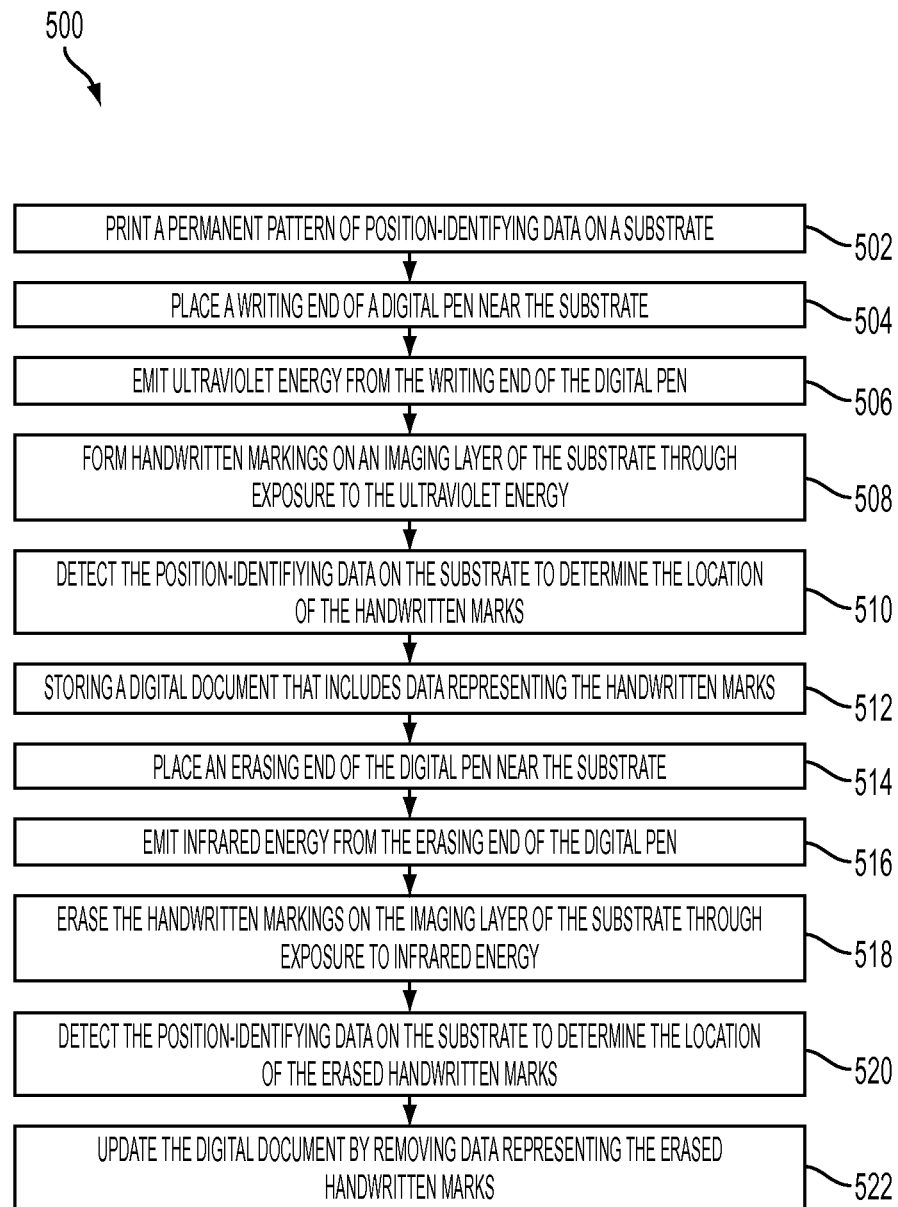 500
PRINT A PERMANENT PATTERN OF POSITION-IDENTIFYING DATA ON A SUBSTRATE
502
PLACE A WRITING END OF A DIGITAL PEN NEAR THE SUBSTRATE
504
EMIT ULTRAVIOLET ENERGY FROM THE WRITING END OF THE DIGITAL PEN
506
FORM HANDWRITTEN MARKINGS ON AN IMAGING LAYER OF THE SUBSTRATE THROUGH
EXPOSURE TO THE ULTRAVIOLET ENERGY
508
DETECT THE POSITION-IDENTIFIYING DATA ON THE SUBSTRATE TO DETERMINE THE LOCATION
OF THE HANDWRITTEN MARKS
510
STORING A DIGITAL DOCUMENT THAT INCLUDES DATA REPRESENTING THE HANDWRITTEN MARKS
512
PLACE AN ERASING END OF THE DIGITAL PEN NEAR THE SUBSTRATE
514
EMIT INFRARED ENERGY FROM THE ERASING END OF THE DIGITAL PEN
516
ERASE THE HANDWRITTEN MARKINGS ON THE IMAGING LAYER OF THE SUBSTRATE THROUGH
EXPOSURE TO INFRARED ENERGY
518
DETECT THE POSITION-IDENTIFYING DATA ON THE SUBSTRATE TO DETERMINE THE LOCATION
OF THE ERASED HANDWRITTEN MARKS
520
UPDATE THE DIGITAL DOCUMENT BY REMOVING DATA REPRESENTING THE ERASED
HANDWRITTEN MARKS
522